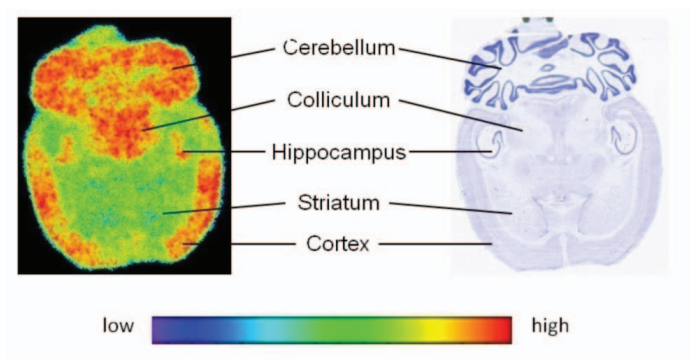 Cerebellum
Colliculum
Hippocampus
Striatum
Cortex
low high